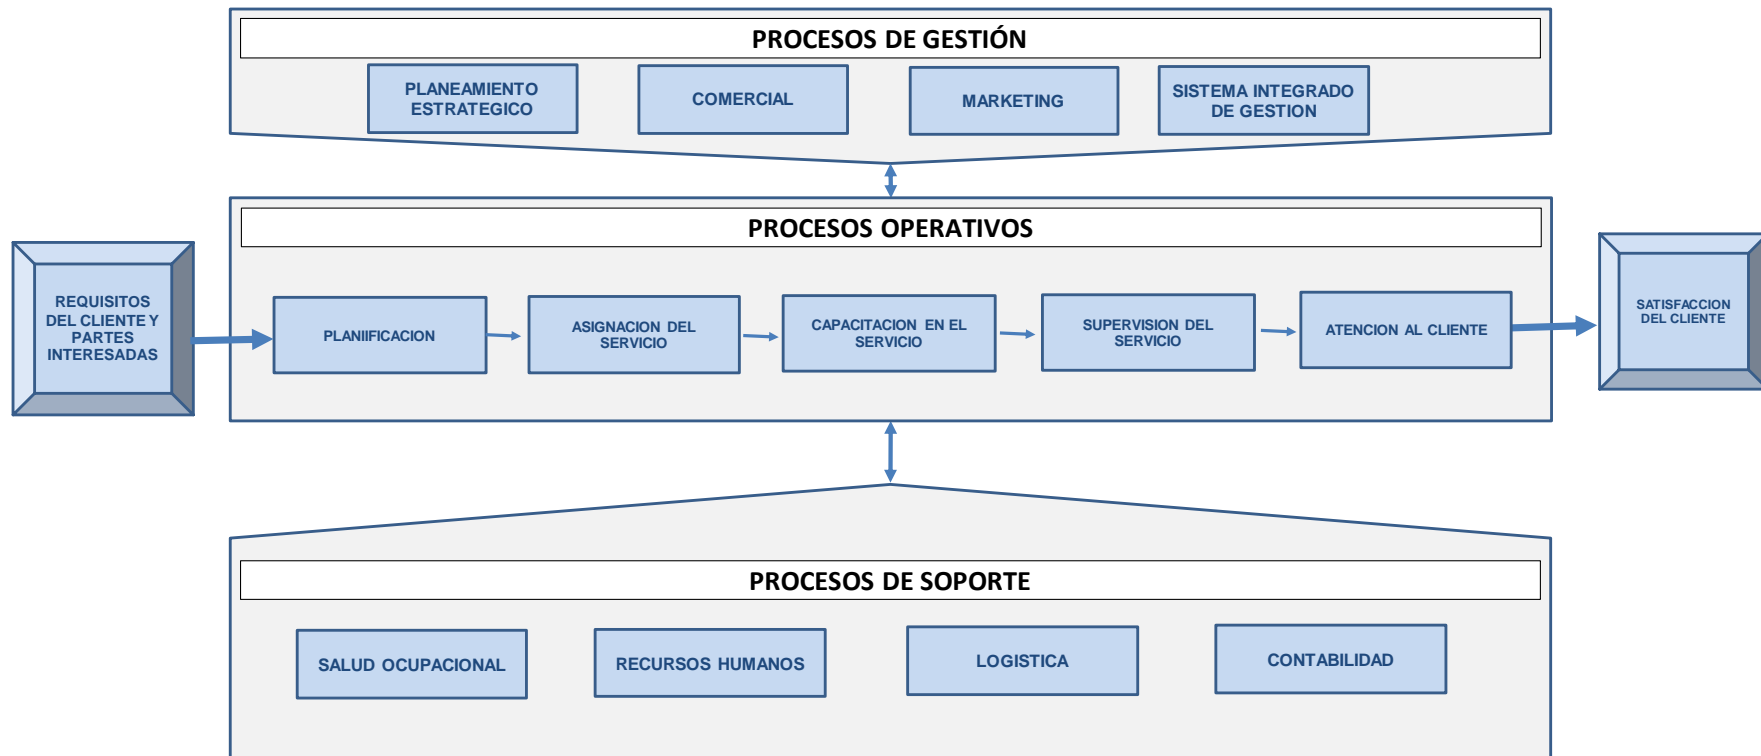 PROCESOS DE GESTIÓN
PLANEAMIENTO
ESTRATEGICO
COMERCIAL
MARKETING
SISTEMA INTEGRADO
DE GESTION
PROCESOS OPERATIVOS
REQUISITOS
DEL CLIENTE Y
PARTES
INTERESADAS
PLANIIFICACION
ASIGNACION DEL
SERVICIO
CAPACITACION EN EL
SERVICIO
SUPERVISION DEL
SERVICIO
ATENCION AL CLIENTE
SATISFACCION
DEL CLIENTE
PROCESOS DE SOPORTE
SALUD OCUPACIONAL
RECURSOS HUMANOS
LOGISTICA
CONTABILIDAD